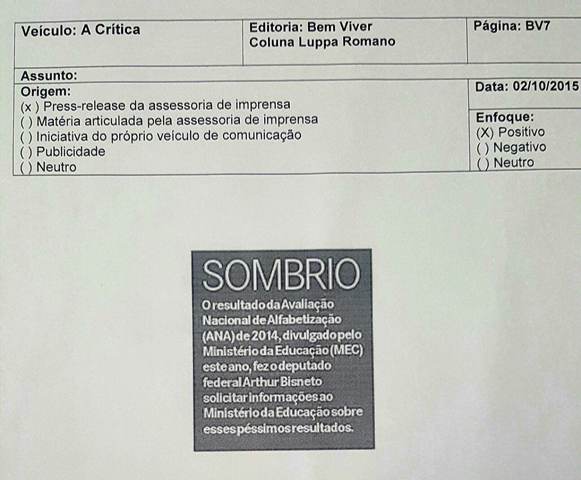 Veículo: A Crítica
Editoria: Bem Viver
Coluna Luppa Romano
Página: BV7
Assunto:
Origem:
(x ) Press-release da assessoria de imprensa
( ) Matéria articulada pela assessoria de imprensa
( ) Iniciativa do próprio veículo de comunicação
( ) Publicidade
( ) Neutro
Data: 02/10/2015
Enfoque:
(X) Positivo
( ) Negativo
( ) Neutro
SOMBRIO
O resultado da Avaliação
Nacional de Alfabetização
(ANA) de 2014, divulgado pelo
Ministério da Educação (MEC)
este ano, fez o deputado
federal Arthur Bisneto
solicitar informações ao
Ministério da Educação sobre
esses péssimos resultados.